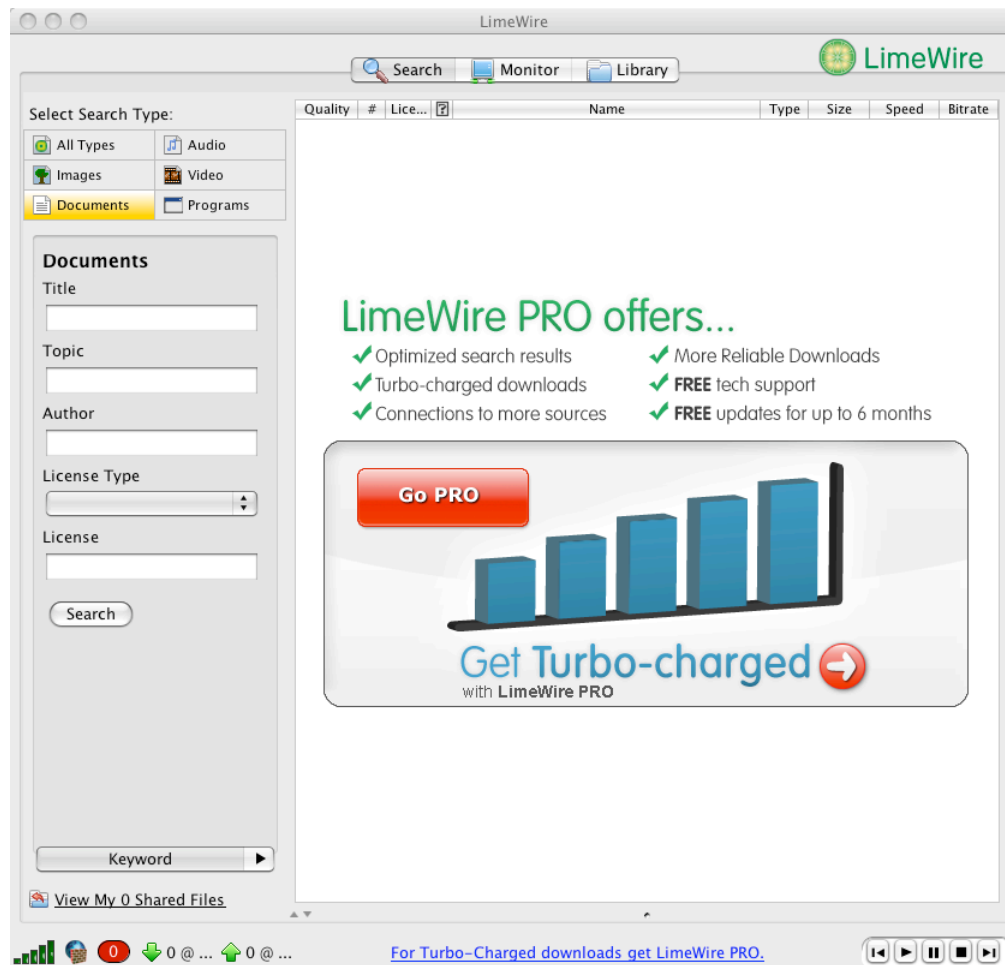 LimeWire
Search Monitor Library
LimeWire
Select Search Type:
All Types Audio
Images Video
Documents Programs
Documents
Title
Topic
Author
License Type
License
Search
Keyword
View My 0 Shared Files
Quality # Lice... ? Name Type Size Speed Bitrate
LimeWire PRO offers...
Optimized search results
Turbo-charged downloads
Connections to more sources
More Reliable Downloads
FREE tech support
FREE updates for up to 6 months
Go PRO
Get Turbo-charged
with LimeWire PRO
0 0 @ ... 0 @ ...
For Turbo-Charged downloads get LimeWire PRO.